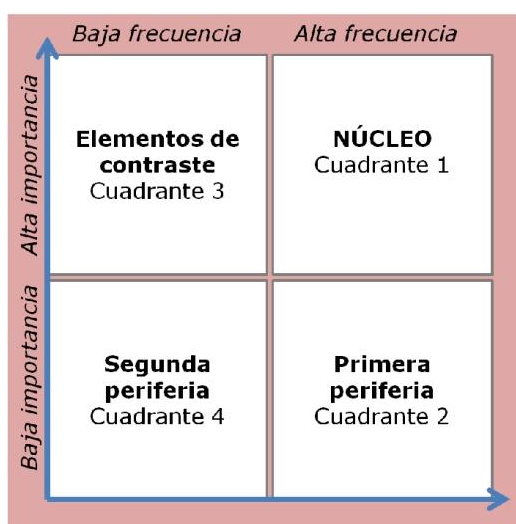 Baja frecuencia
Alta frecuencia
Alta importancia
Elementos de
contraste
Cuadrante 3
NÚCLEO
Cuadrante 1
Baja importancia
Segunda
periferia
Cuadrante 4
Primera
periferia
Cuadrante 2